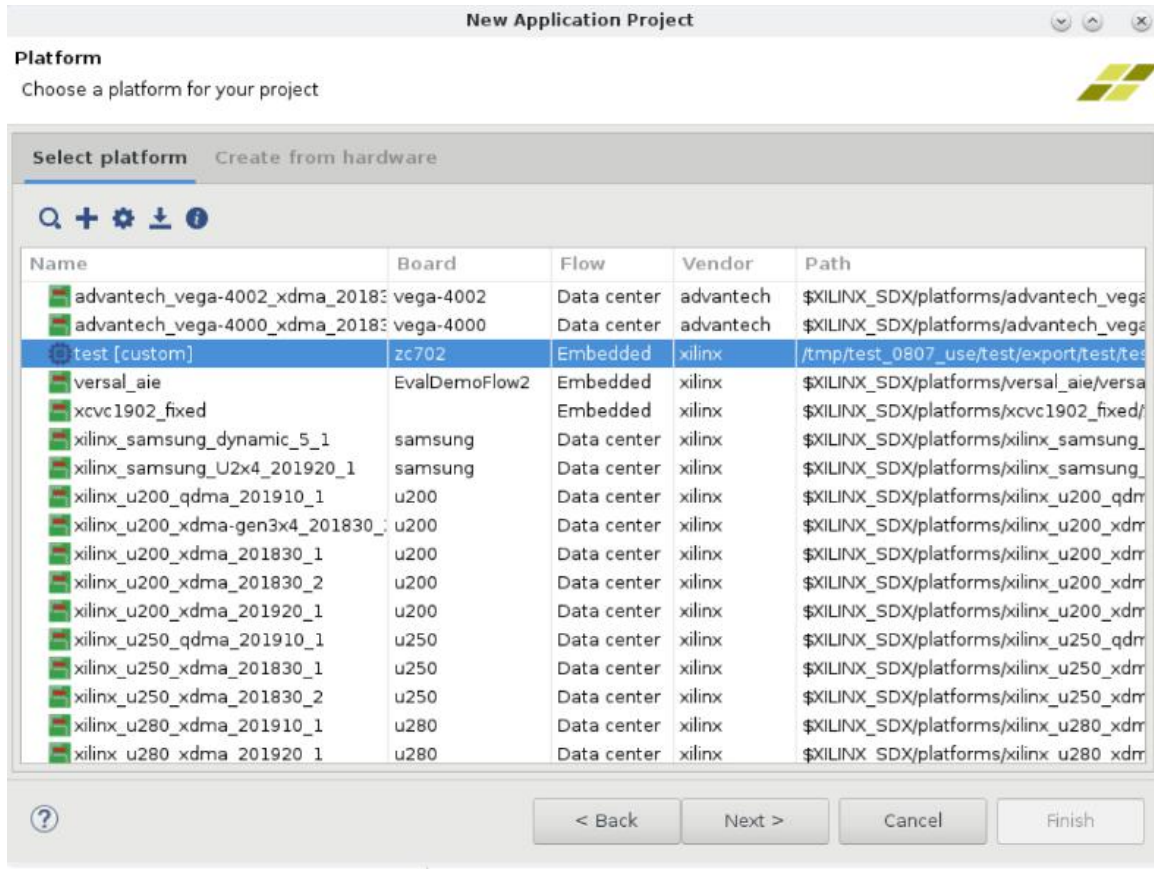 New Application Project
Platform
Choose a platform for your project
Select platform Create from hardware
Name Board Flow Vendor Path
advantech_vega-4002_xdma_20183 vega-4002 Data center advantech $XILINX_SDX/platforms/advantech_vega
advantech_vega-4000_xdma_20183 vega-4000 Data center advantech $XILINX_SDX/platforms/advantech_vega
test [custom] zc702 Embedded xilinx /tmp/test_0807_use/test/export/test/tes
versal_aie EvalDemoFlow2 Embedded xilinx $XILINX_SDX/platforms/versal_aie/versa
xcvc1902_fixed Embedded xilinx $XILINX_SDX/platforms/xcvc1902_fixed/
xilinx_samsung_dynamic_5_1 samsung Data center xilinx $XILINX_SDX/platforms/xilinx_samsung_
xilinx_samsung_U2x4_201920_1 samsung Data center xilinx $XILINX_SDX/platforms/xilinx_samsung_
xilinx_u200_qdma_201910_1 u200 Data center xilinx $XILINX_SDX/platforms/xilinx_u200_qdm
xilinx_u200_xdma-gen3x4_201830_ u200 Data center xilinx $XILINX_SDX/platforms/xilinx_u200_xdm
xilinx_u200_xdma_201830_1 u200 Data center xilinx $XILINX_SDX/platforms/xilinx_u200_xdm
xilinx_u200_xdma_201830_2 u200 Data center xilinx $XILINX_SDX/platforms/xilinx_u200_xdm
xilinx_u200_xdma_201920_1 u200 Data center xilinx $XILINX_SDX/platforms/xilinx_u200_xdm
xilinx_u250_qdma_201910_1 u250 Data center xilinx $XILINX_SDX/platforms/xilinx_u250_qdm
xilinx_u250_xdma_201830_1 u250 Data center xilinx $XILINX_SDX/platforms/xilinx_u250_xdm
xilinx_u250_xdma_201830_2 u250 Data center xilinx $XILINX_SDX/platforms/xilinx_u250_xdm
xilinx_u280_xdma_201910_1 u280 Data center xilinx $XILINX_SDX/platforms/xilinx_u280_xdm
xilinx_u280_xdma_201920_1 u280 Data center xilinx $XILINX_SDX/platforms/xilinx_u280_xdm
< Back Next > Cancel Finish